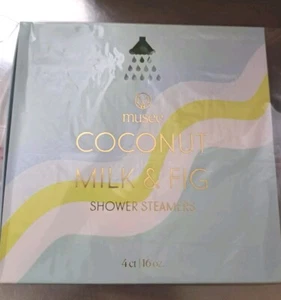 musee
COCONUT
MILK & FIG
SHOWER STEAMERS
4 ct | 16 oz